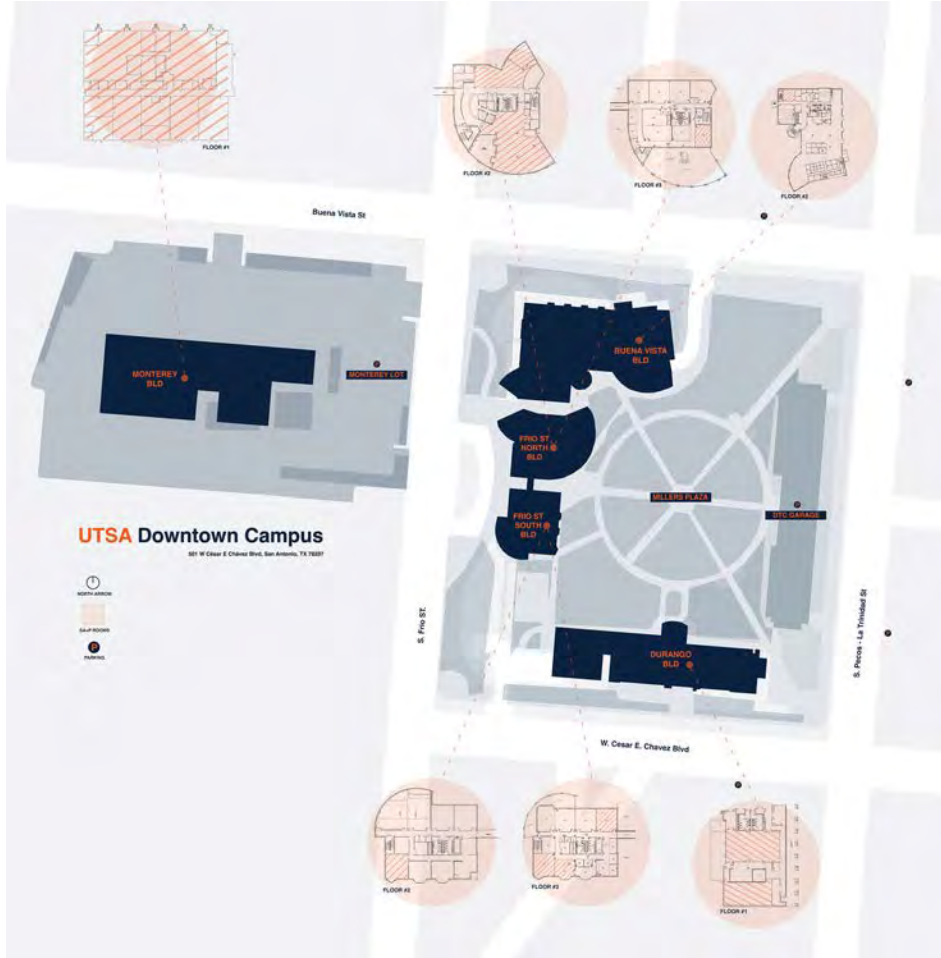 FLOOR #1
FLOOR #2
FLOOR #3
FLOOR #2
Buena Vista St
P
BUENA VISTA
BLD
MONTEREY
BLD
MONTEREY LOT
FRIO ST
NORTH
BLD
MILLERS PLAZA
DTC GARAGE
FRIO ST
SOUTH
BLD
UTSA Downtown Campus
501 W César E Chávez Blvd, San Antonio, TX 78207
NORTH ARROW
SA+P ROOMS
P
PARKING
S. Frio ST.
S. Pecos - La Trinidad St
DURANGO
BLD
W. Cesar E. Chavez Blvd
FLOOR #2
FLOOR #3
FLOOR #1